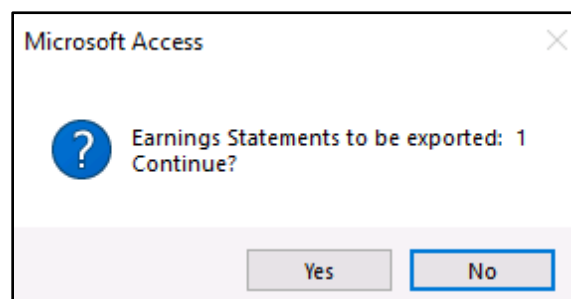 Microsoft Access
Earnings Statements to be exported:  1
Continue?
Yes
No